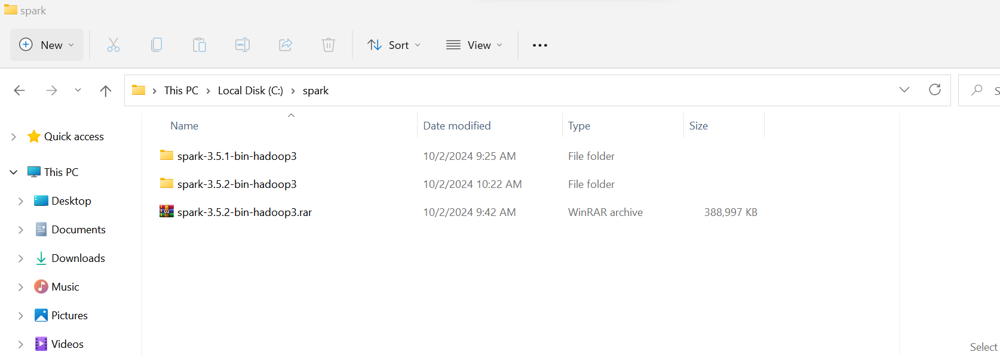 spark
New Sort View
This PC Local Disk (C:) spark S
Name Date modified Type Size
Quick access
This PC
Desktop
Documents
Downloads
Music
Pictures
Videos
spark-3.5.1-bin-hadoop3 10/2/2024 9:25 AM File folder
spark-3.5.2-bin-hadoop3 10/2/2024 10:22 AM File folder
spark-3.5.2-bin-hadoop3.rar 10/2/2024 9:42 AM WinRAR archive 388,997 KB
Select